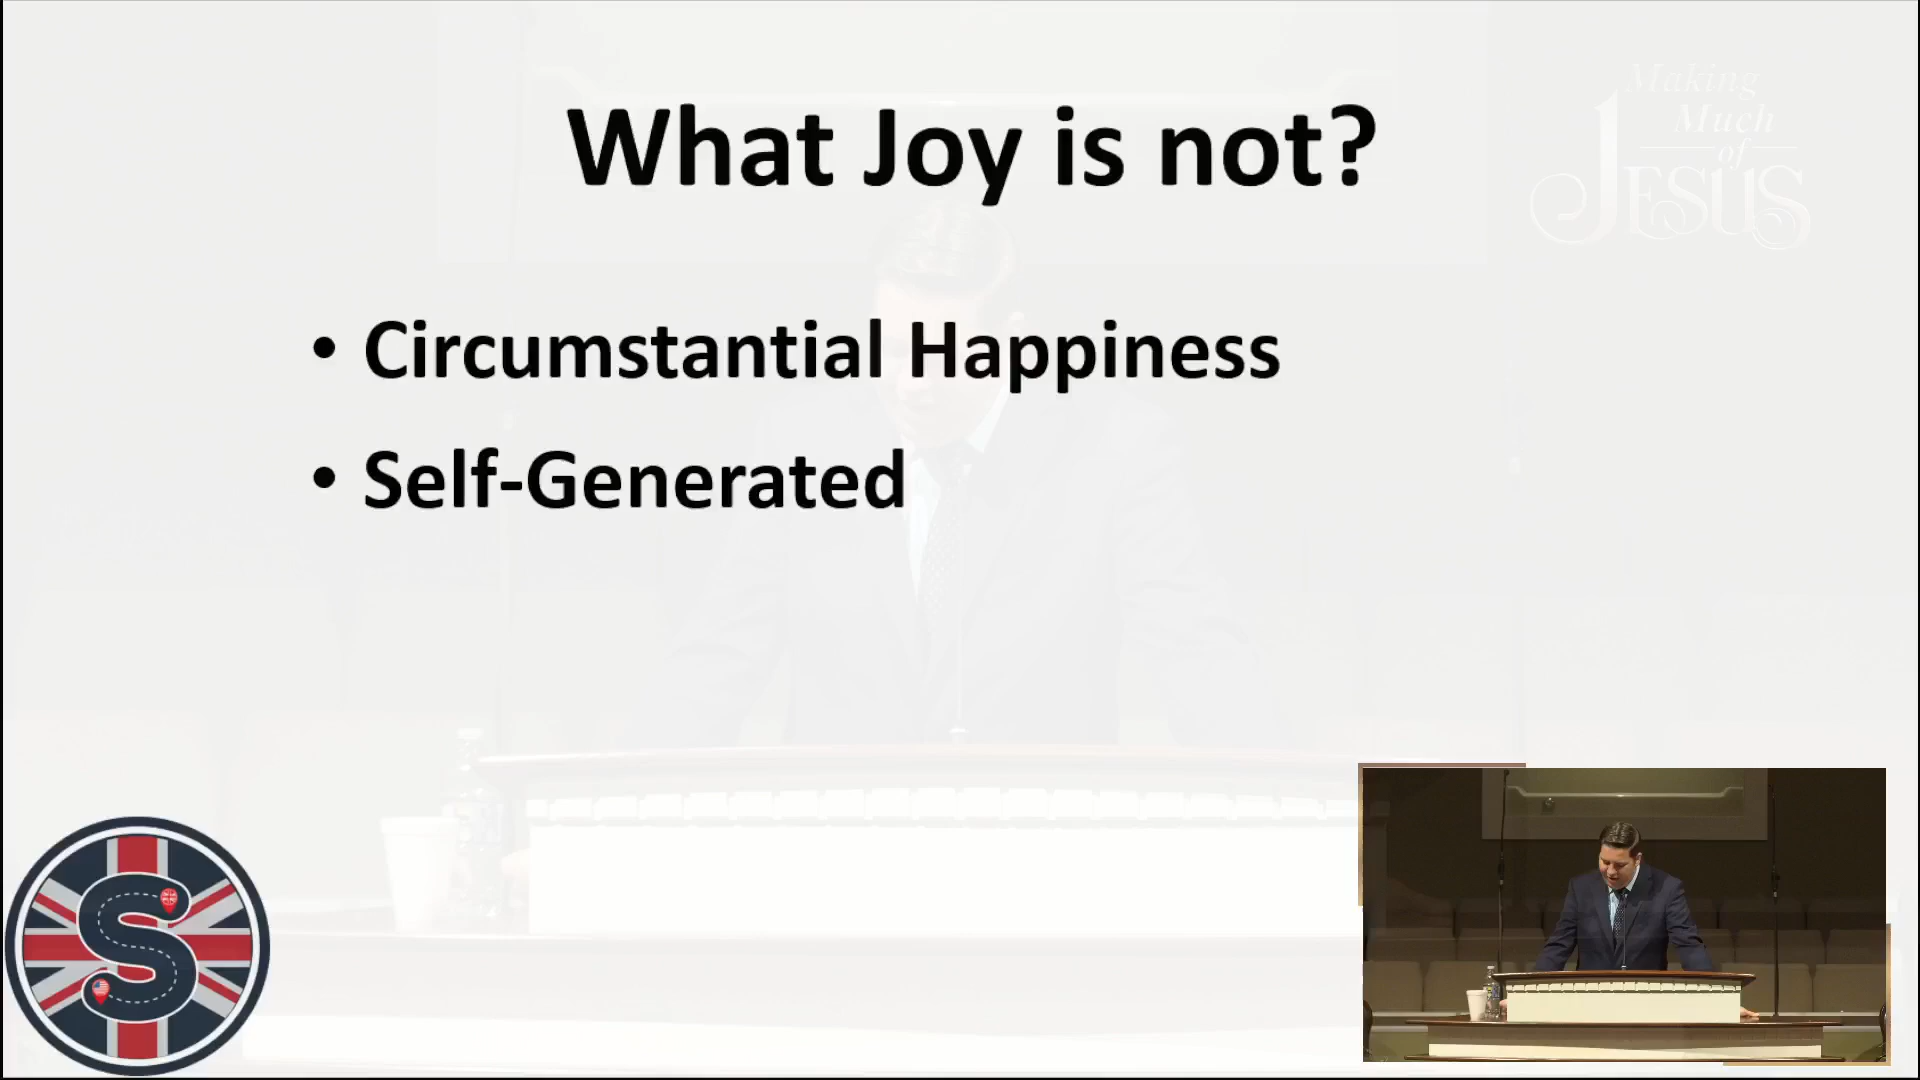 What Joy is not?
Making
Much
of
JESUS
• Circumstantial Happiness
• Self-Generated
S